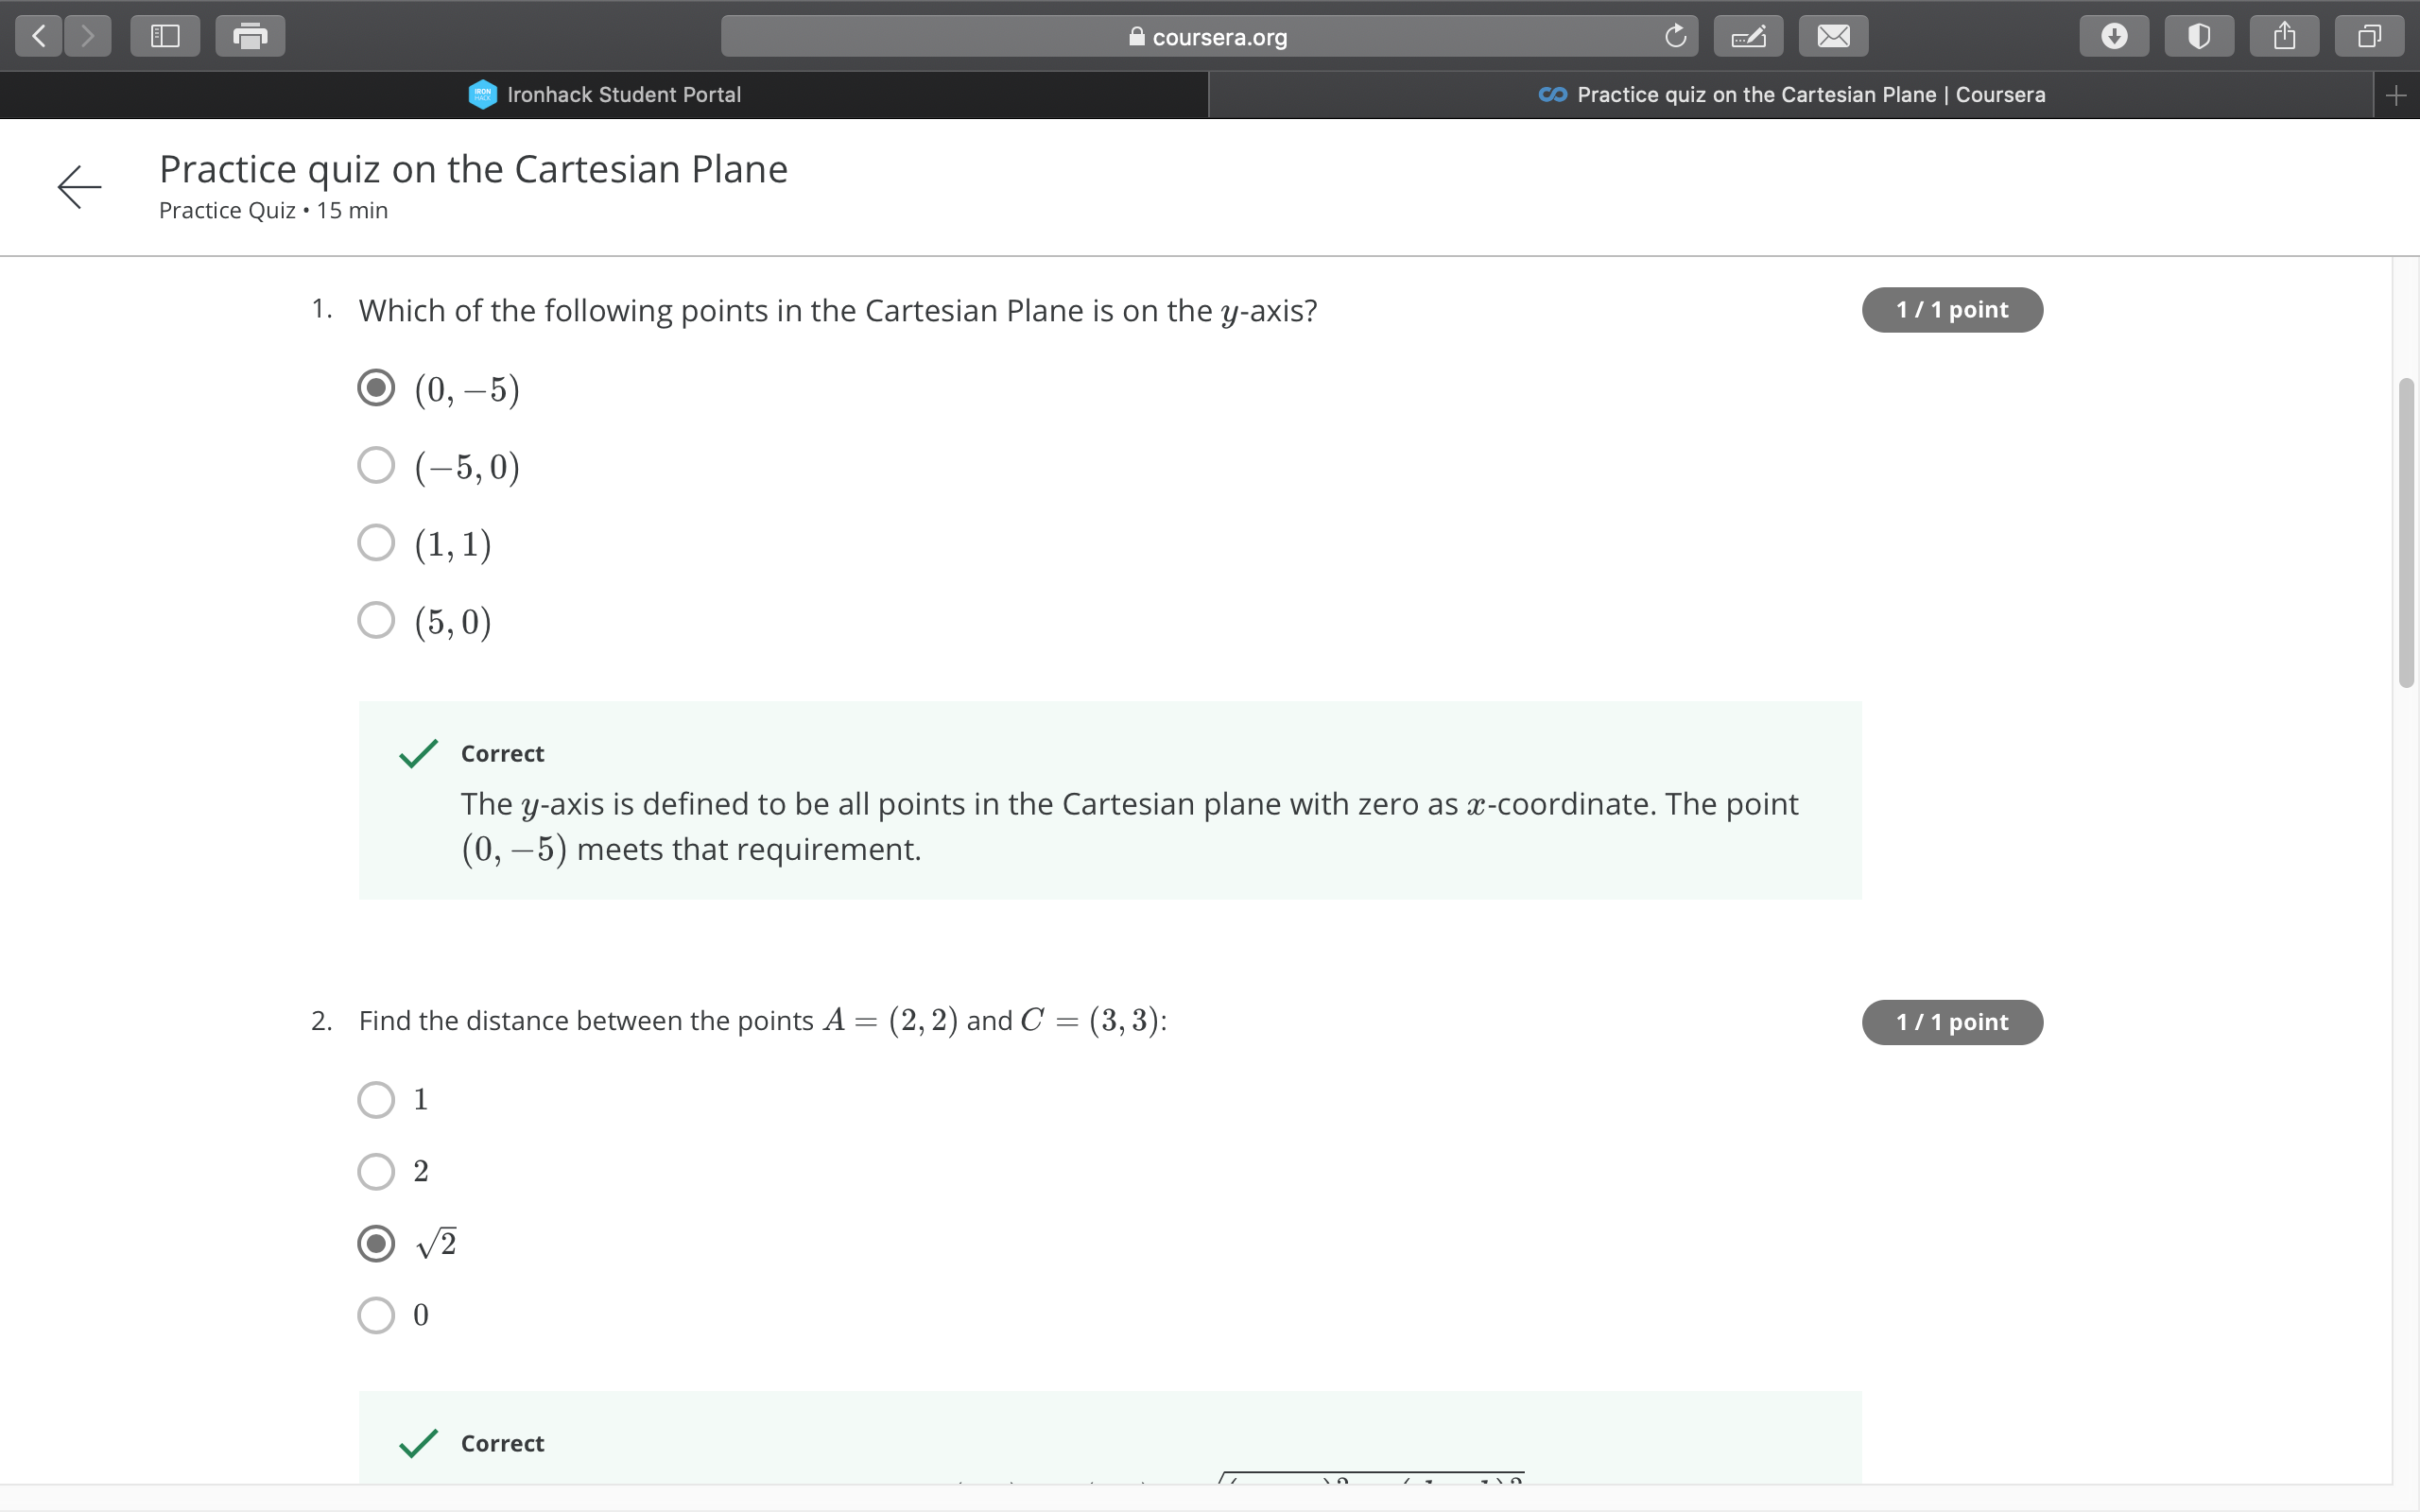 coursera.org
IRON HACK Ironhack Student Portal
Practice quiz on the Cartesian Plane | Coursera
Practice quiz on the Cartesian Plane
Practice Quiz • 15 min
1. Which of the following points in the Cartesian Plane is on the y-axis?
1 / 1 point
(0, −5)
(−5, 0)
(1, 1)
(5, 0)
Correct
The y-axis is defined to be all points in the Cartesian plane with zero as x-coordinate. The point
(0, −5) meets that requirement.
2. Find the distance between the points A = (2, 2) and C = (3, 3):
1 / 1 point
1
2
√2
0
Correct